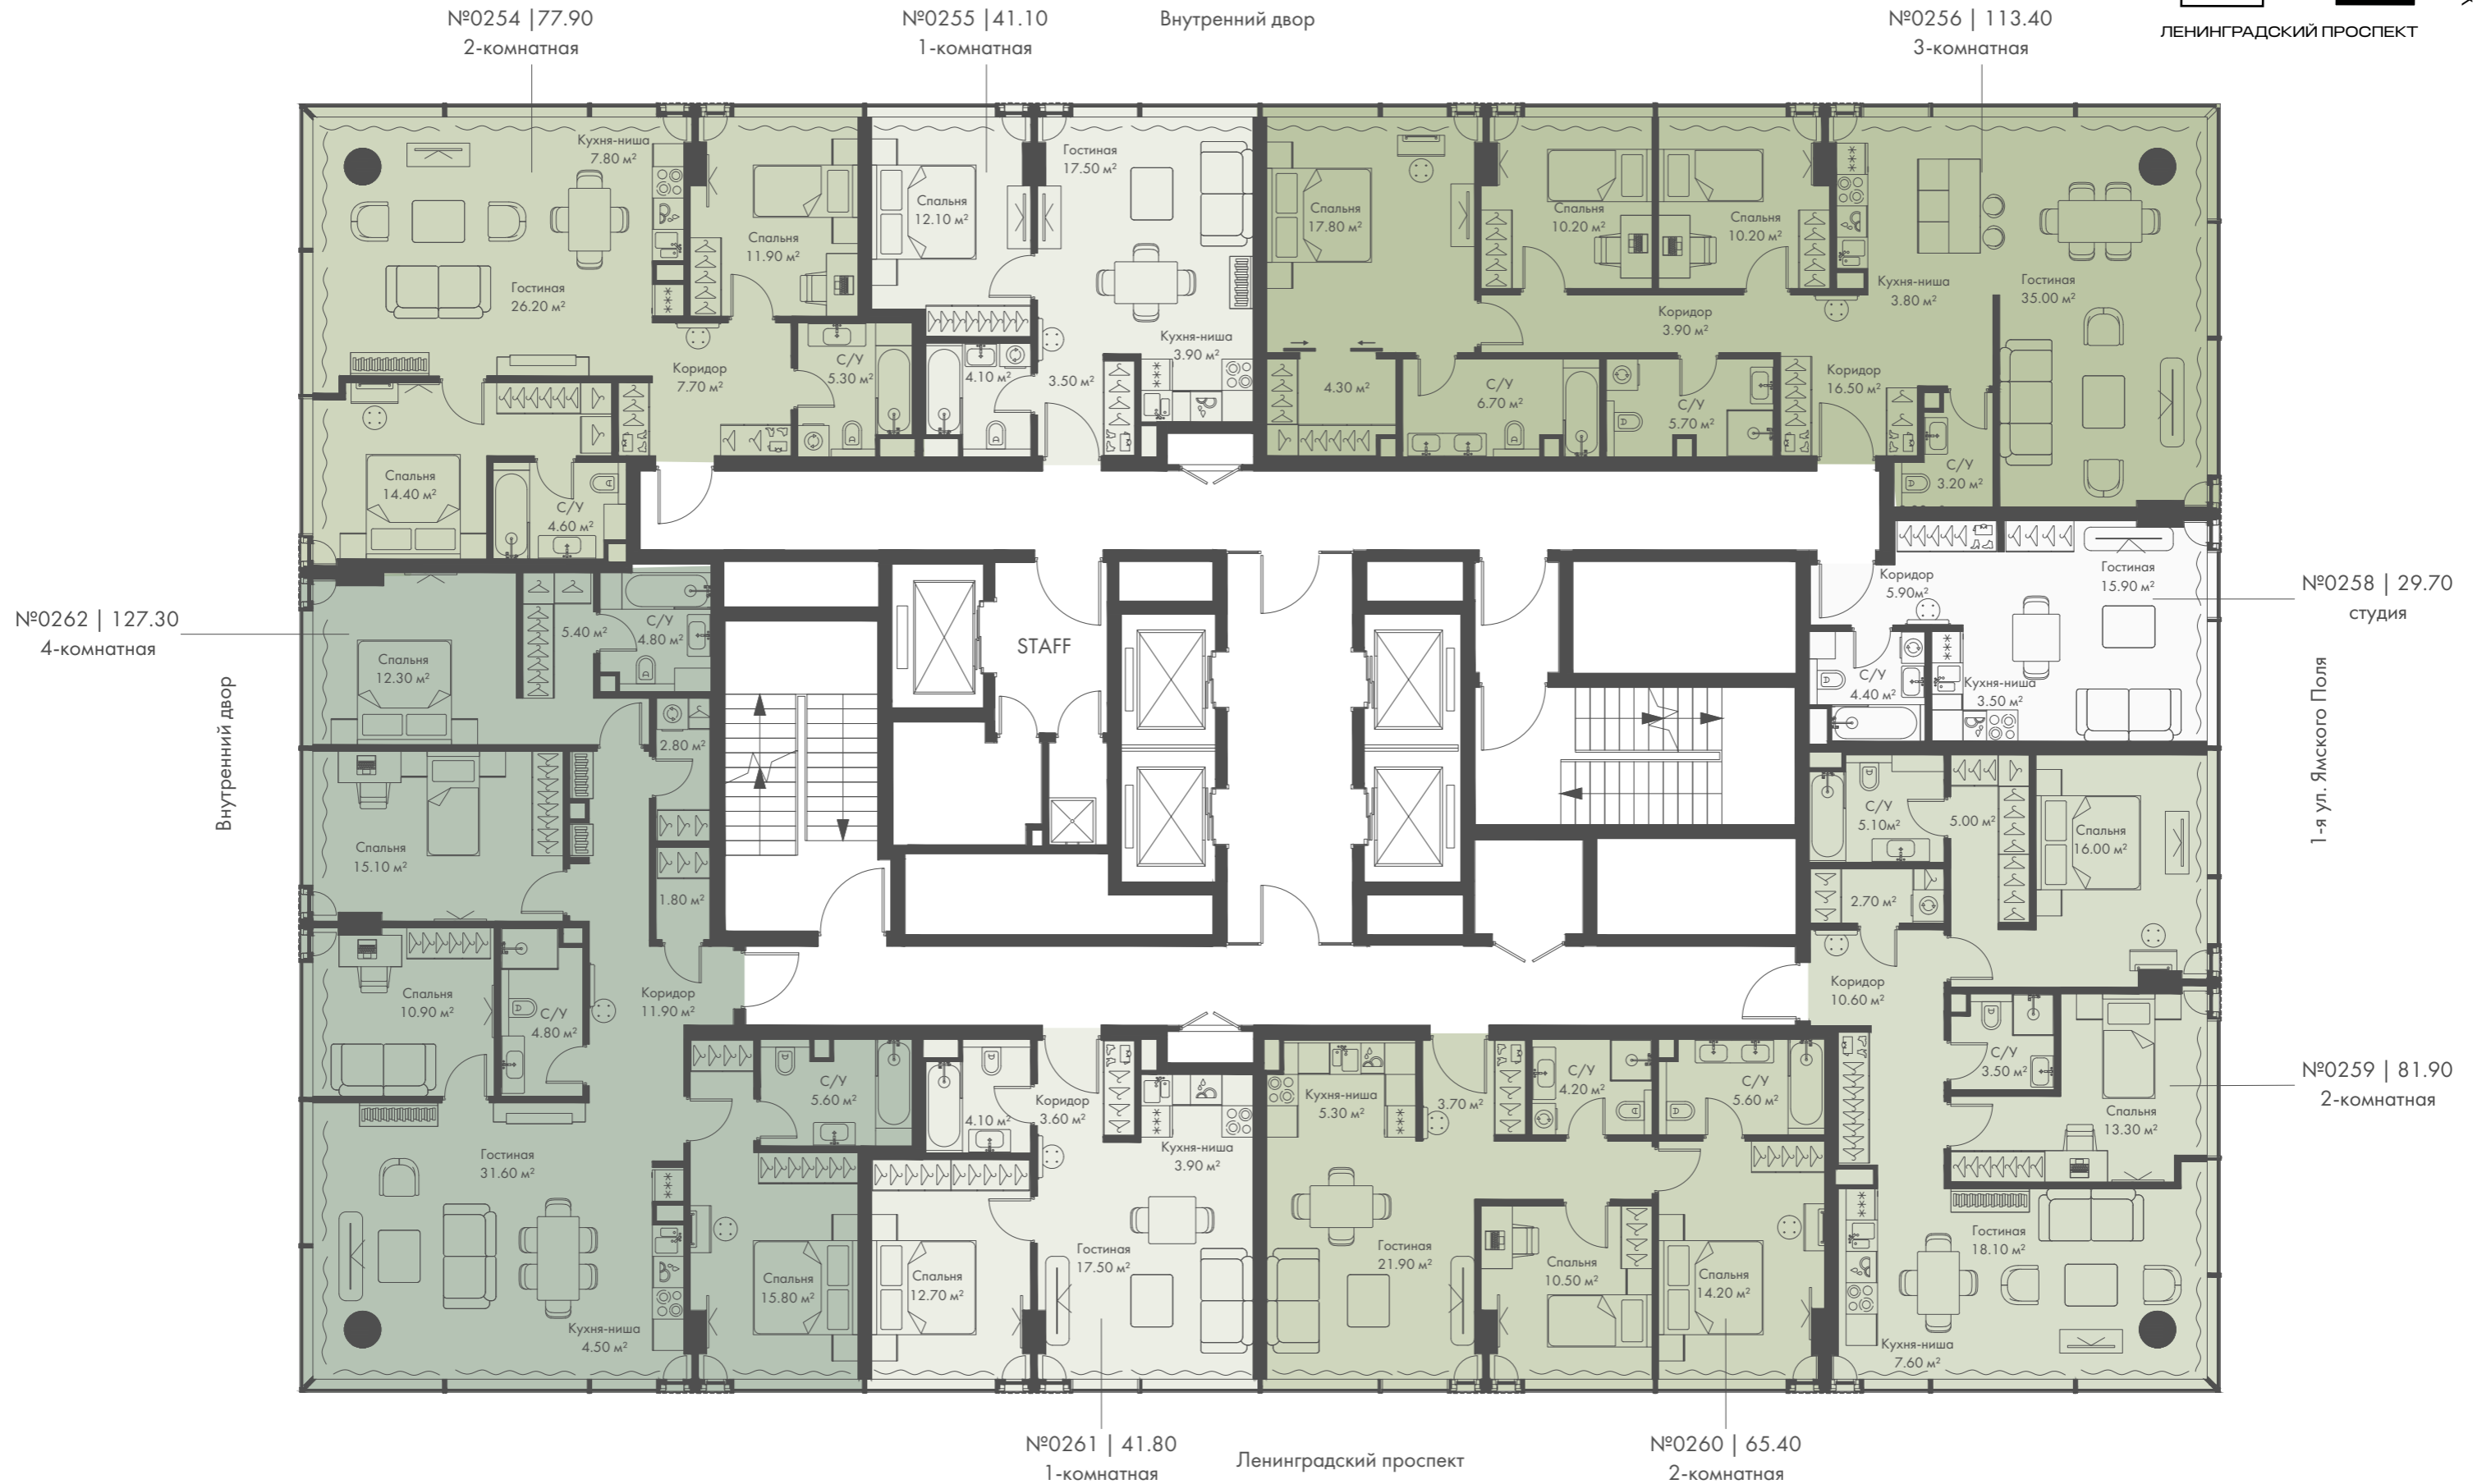 №0254 |77.90
2-комнатная
№0255 |41.10
1-комнатная
Внутренний двор
№0256 | 113.40
3-комнатная
ЛЕНИНГРАДСКИЙ ПРОСПЕКТ
Кухня-ниша
7.80 м²
Гостиная
26.20 м²
Спальня
11.90 м²
Коридор
7.70 м²
С/У
5.30 м²
Спальня
14.40 м²
С/У
4.60 м²
Спальня
12.10 м²
Гостиная
17.50 м²
Кухня-ниша
3.90 м²
4.10 м²
3.50 м²
Спальня
17.80 м²
Спальня
10.20 м²
Спальня
10.20 м²
Кухня-ниша
3.80 м²
Гостиная
35.00 м²
Коридор
3.90 м²
4.30 м²
С/У
6.70 м²
С/У
5.70 м²
Коридор
16.50 м²
С/У
3.20 м²
№0262 | 127.30
4-комнатная
Внутренний двор
Спальня
12.30 м²
5.40 м²
С/У
4.80 м²
2.80 м²
Спальня
15.10 м²
1.80 м²
Спальня
10.90 м²
С/У
4.80 м²
Коридор
11.90 м²
Гостиная
31.60 м²
Кухня-ниша
4.50 м²
С/У
5.60 м²
Спальня
15.80 м²
STAFF
Коридор
5.90м²
Гостиная
15.90 м²
С/У
4.40 м²
Кухня-ниша
3.50 м²
№0258 | 29.70
студия
1-я ул. Ямского Поля
С/У
5.10м²
5.00 м²
Спальня
16.00 м²
2.70 м²
Коридор
10.60 м²
С/У
3.50 м²
Спальня
13.30 м²
№0259 | 81.90
2-комнатная
Гостиная
18.10 м²
Кухня-ниша
7.60 м²
4.10 м²
Коридор
3.60 м²
Кухня-ниша
3.90 м²
Спальня
12.70 м²
Гостиная
17.50 м²
Кухня-ниша
5.30 м²
3.70 м²
С/У
4.20 м²
С/У
5.60 м²
Гостиная
21.90 м²
Спальня
10.50 м²
Спальня
14.20 м²
№0261 | 41.80
1-комнатная
Ленинградский проспект
№0260 | 65.40
2-комнатная